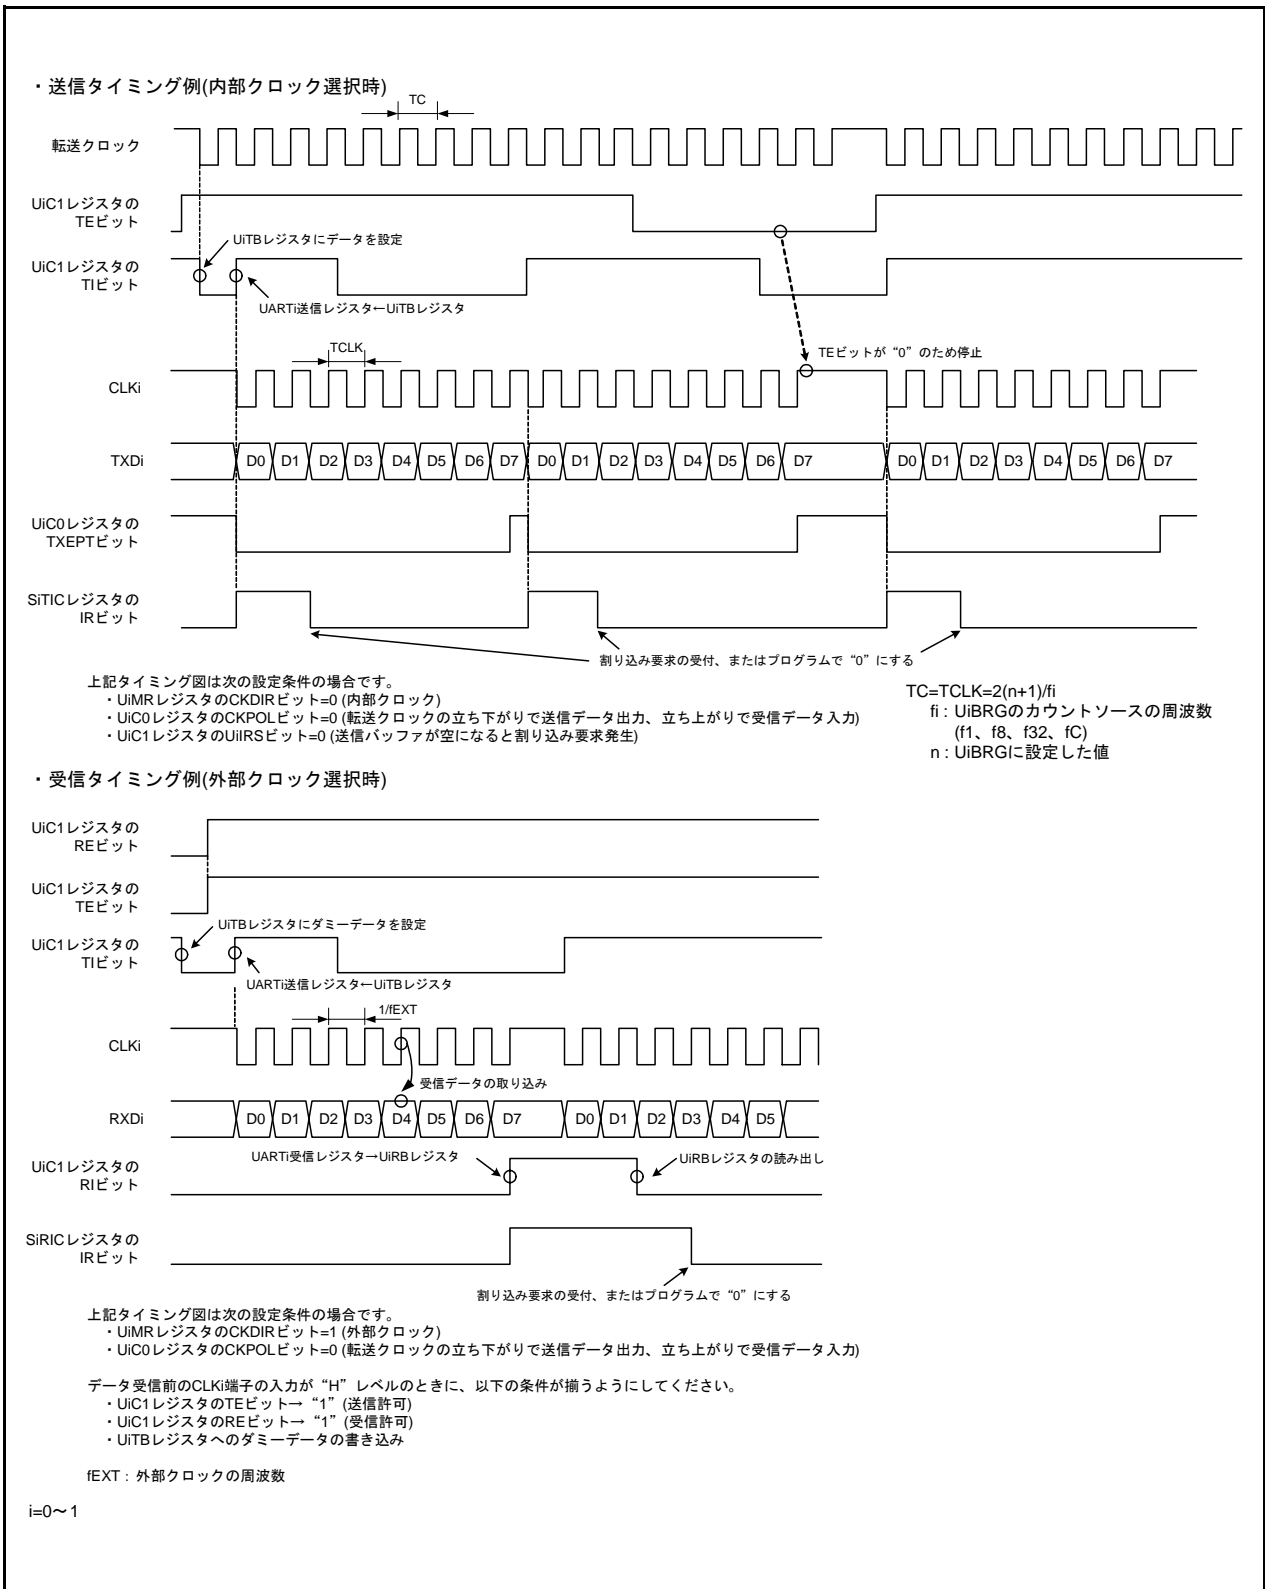 ・送信タイミング例(内部クロック選択時)
TC
転送クロック
UiC1レジスタの
TEビット
UiTBレジスタにデータを設定
UiC1レジスタの
TIビット
UARTi送信レジスタ←UiTBレジスタ
TCLK
TEビットが“0”のため停止
CLKi
TXDi
D0 D1 D2 D3 D4 D5 D6 D7 D0 D1 D2 D3 D4 D5 D6 D7 D0 D1 D2 D3 D4 D5 D6 D7
UiC0レジスタの
TXEPTビット
SiTICレジスタの
IRビット
割り込み要求の受付、またはプログラムで“0”にする
上記タイミング図は次の設定条件の場合です。
・UiMRレジスタのCKDIRビット=0 (内部クロック)
・UiC0レジスタのCKPOLビット=0 (転送クロックの立ち下がりで送信データ出力、立ち上がりで受信データ入力)
・UiC1レジスタのUiIRSビット=0 (送信バッファが空になると割り込み要求発生)
TC=TCLK=2(n+1)/fi
fi : UiBRGのカウントソースの周波数
(f1、f8、f32、fC)
n : UiBRGに設定した値
・受信タイミング例(外部クロック選択時)
UiC1レジスタの
REビット
UiC1レジスタの
TEビット
UiTBレジスタにダミーデータを設定
UiC1レジスタの
TIビット
UARTi送信レジスタ←UiTBレジスタ
1/fEXT
CLKi
受信データの取り込み
RXDi
D0 D1 D2 D3 D4 D5 D6 D7 D0 D1 D2 D3 D4 D5
UARTi受信レジスタ→UiRBレジスタ
UiRBレジスタの読み出し
UiC1レジスタの
RIビット
SiRICレジスタの
IRビット
割り込み要求の受付、またはプログラムで“0”にする
上記タイミング図は次の設定条件の場合です。
・UiMRレジスタのCKDIRビット=1 (外部クロック)
・UiC0レジスタのCKPOLビット=0 (転送クロックの立ち下がりで送信データ出力、立ち上がりで受信データ入力)
データ受信前のCLKi端子の入力が“H”レベルのときに、以下の条件が揃うようにしてください。
・UiC1レジスタのTEビット→“1”(送信許可)
・UiC1レジスタのREビット→“1”(受信許可)
・UiTBレジスタへのダミーデータの書き込み
fEXT : 外部クロックの周波数
i=0～1